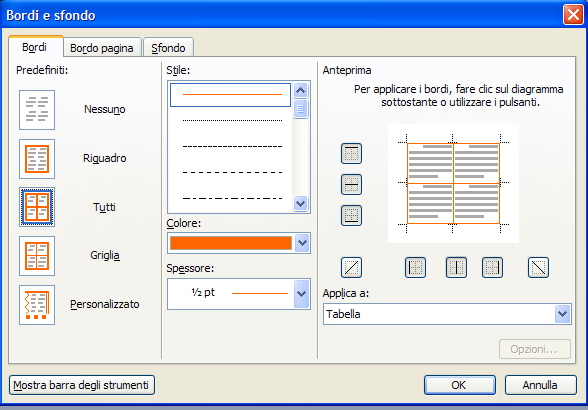 Bordi e sfondo
Bordi
Bordo pagina
Sfondo
Predefiniti:
Nessuno
Riquadro
Tutti
Griglia
Personalizzato
Stile:
Colore:
Spessore:
½ pt
Anteprima
Per applicare i bordi, fare clic sul diagramma
sottostante o utilizzare i pulsanti.
Applica a:
Tabella
Opzioni...
Mostra barra degli strumenti
OK
Annulla